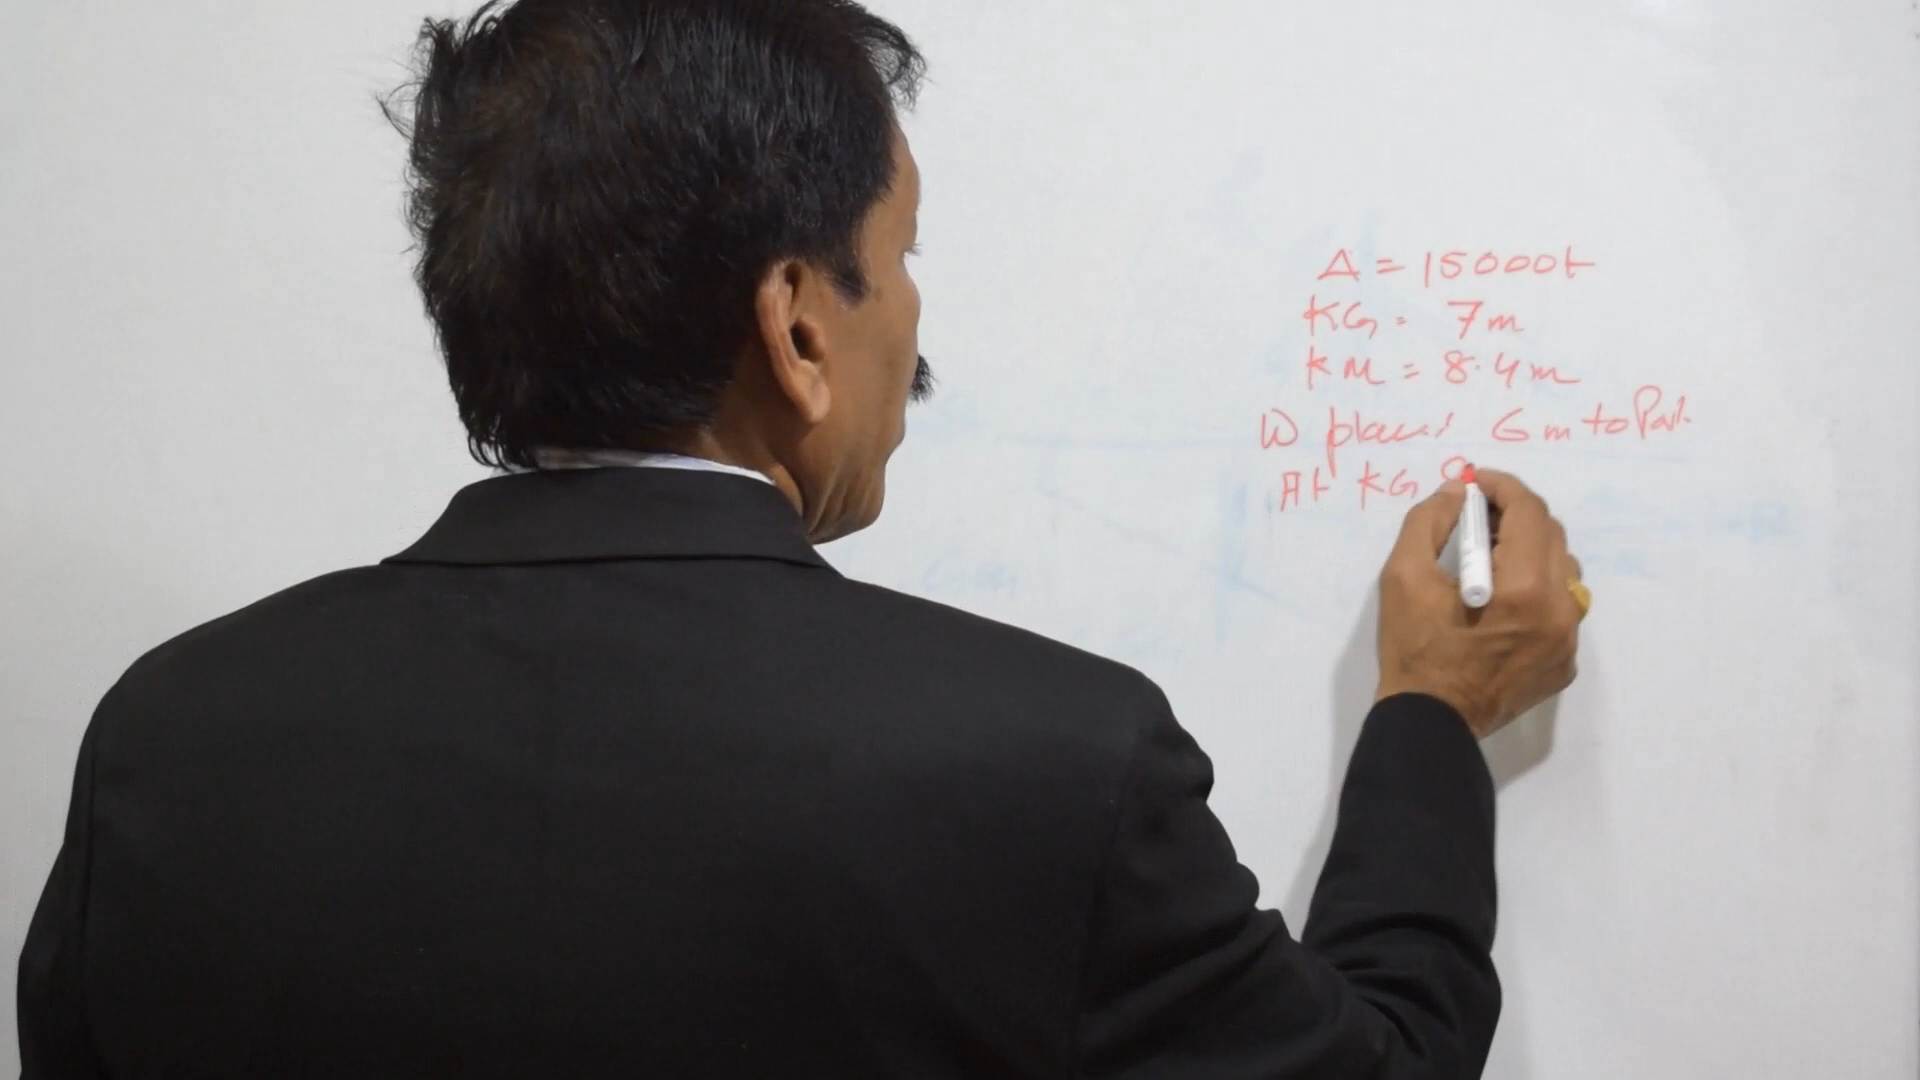 Δ = 15000t
KG = 7m
KM = 8.4m
W placed 6m to Port
At KG